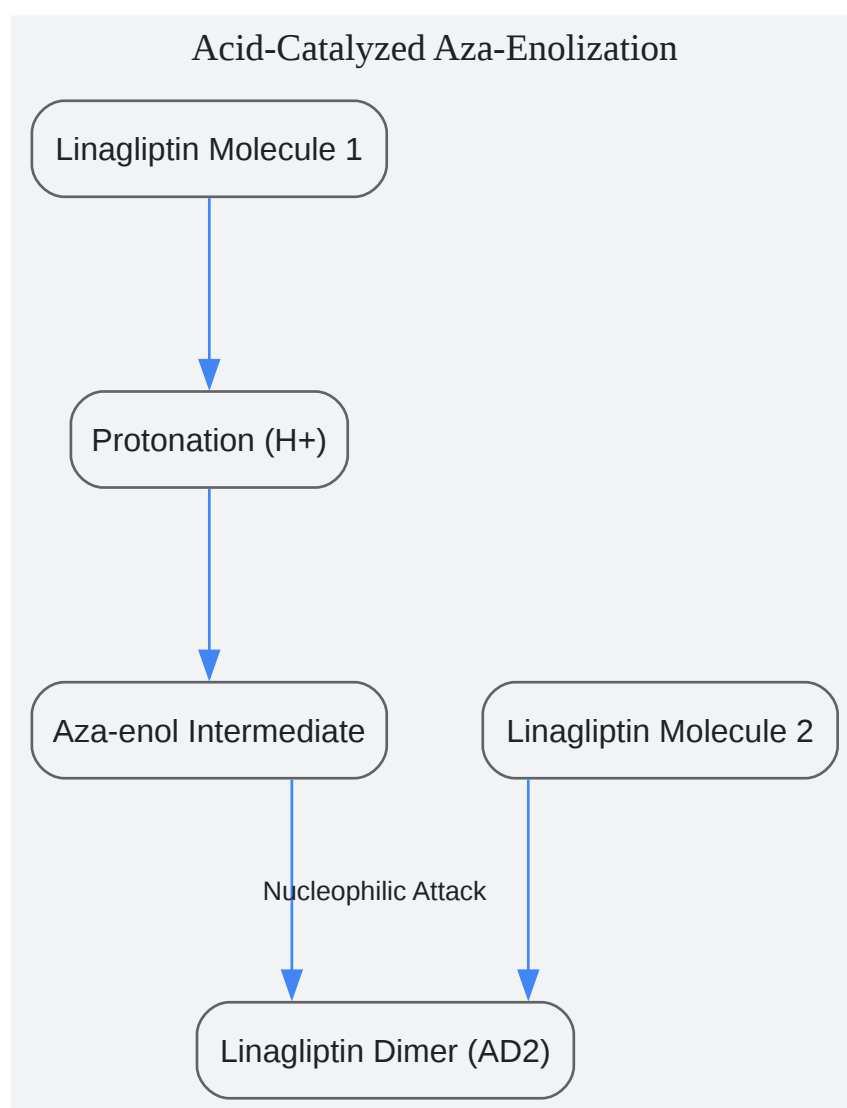 Acid-Catalyzed Aza-Enolization
Linagliptin Molecule 1
Protonation (H+)
Aza-enol Intermediate
Linagliptin Molecule 2
Nucleophilic Attack
Linagliptin Dimer (AD2)